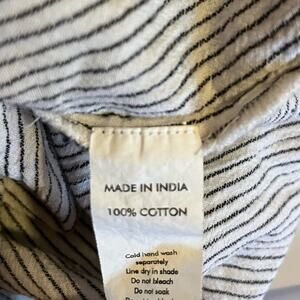 MADE IN INDIA
100% COTTON
Cold hand wash
separately
Line dry in shade
Do not bleach
Do not soak